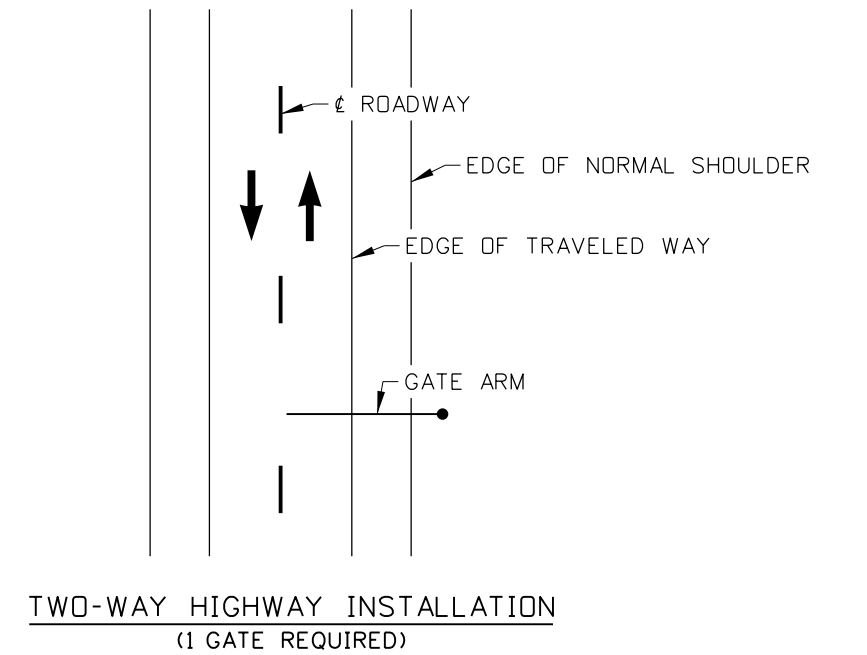 ℄ ROADWAY
EDGE OF NORMAL SHOULDER
EDGE OF TRAVELED WAY
GATE ARM
TWO-WAY HIGHWAY INSTALLATION
(1 GATE REQUIRED)